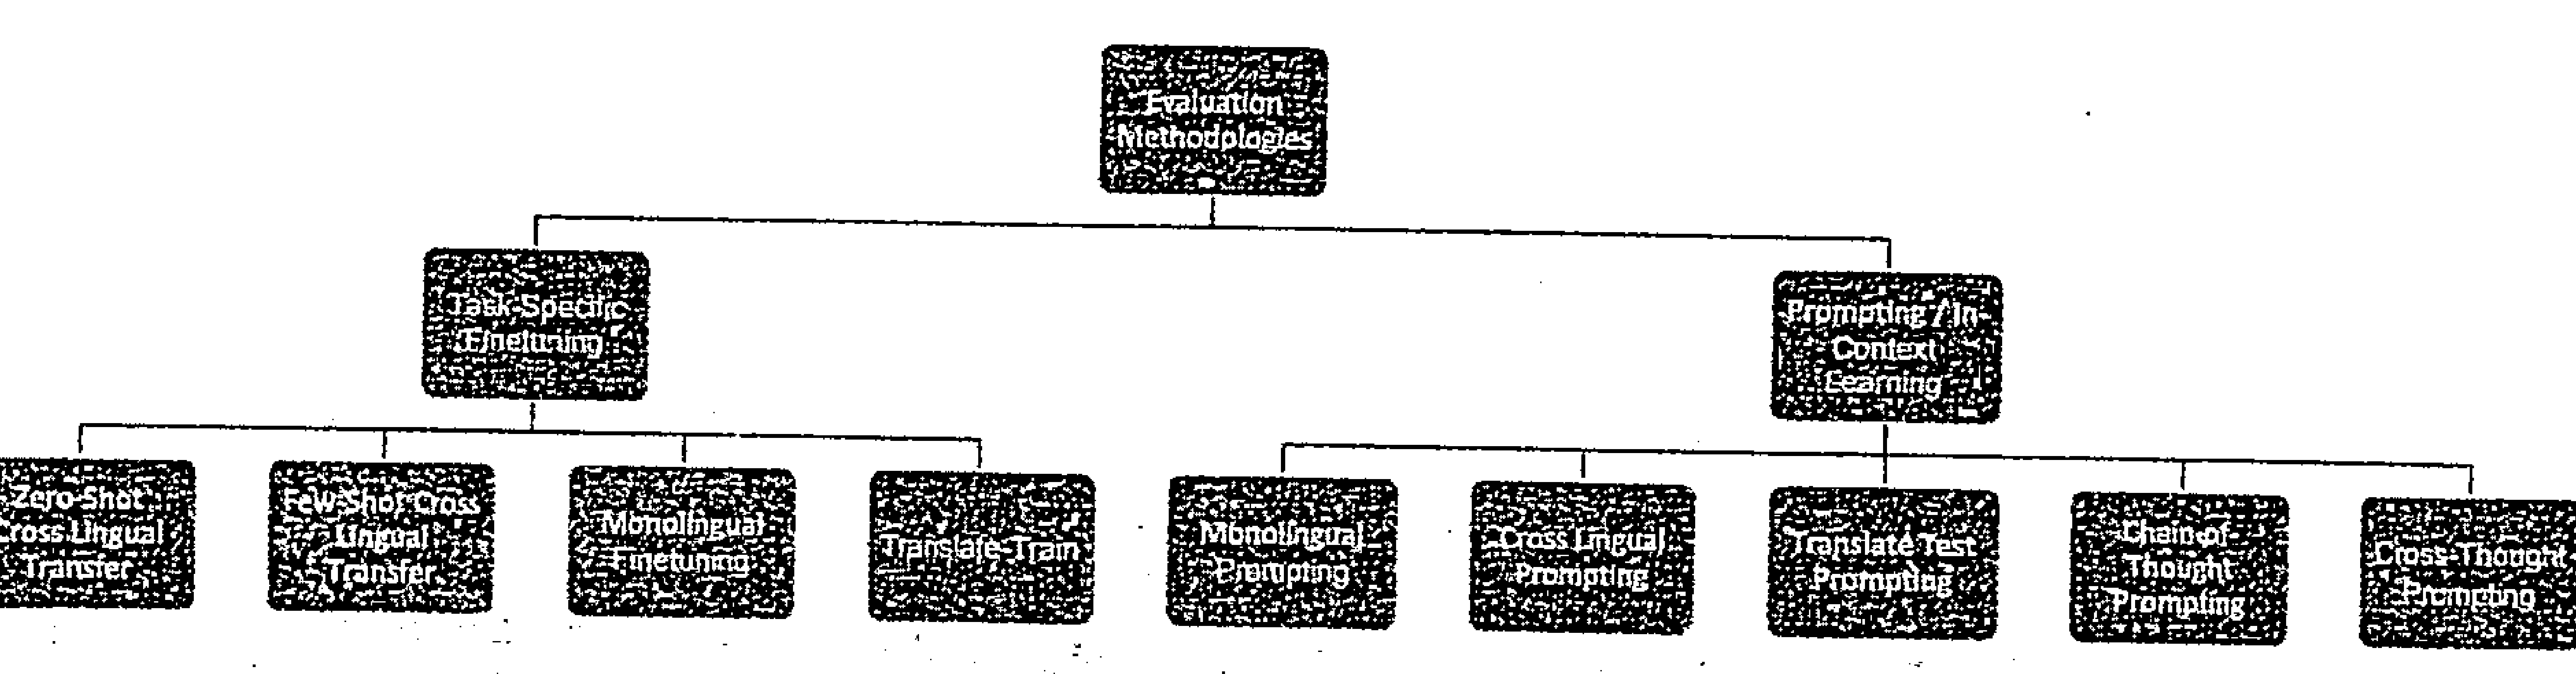 Evaluation
Methodologies
Task-Specific
Finetuning
Prompting / In-
Context
Learning
Zero-Shot
Cross Lingual
Transfer
Few-Shot Cross
Lingual
Transfer
Monolingual
Finetuning
Translate-Train
Monolingual
Prompting
Cross Lingual
Prompting
Translate Test
Prompting
Chain-of-
Thought
Prompting
Cross-Thought
Prompting